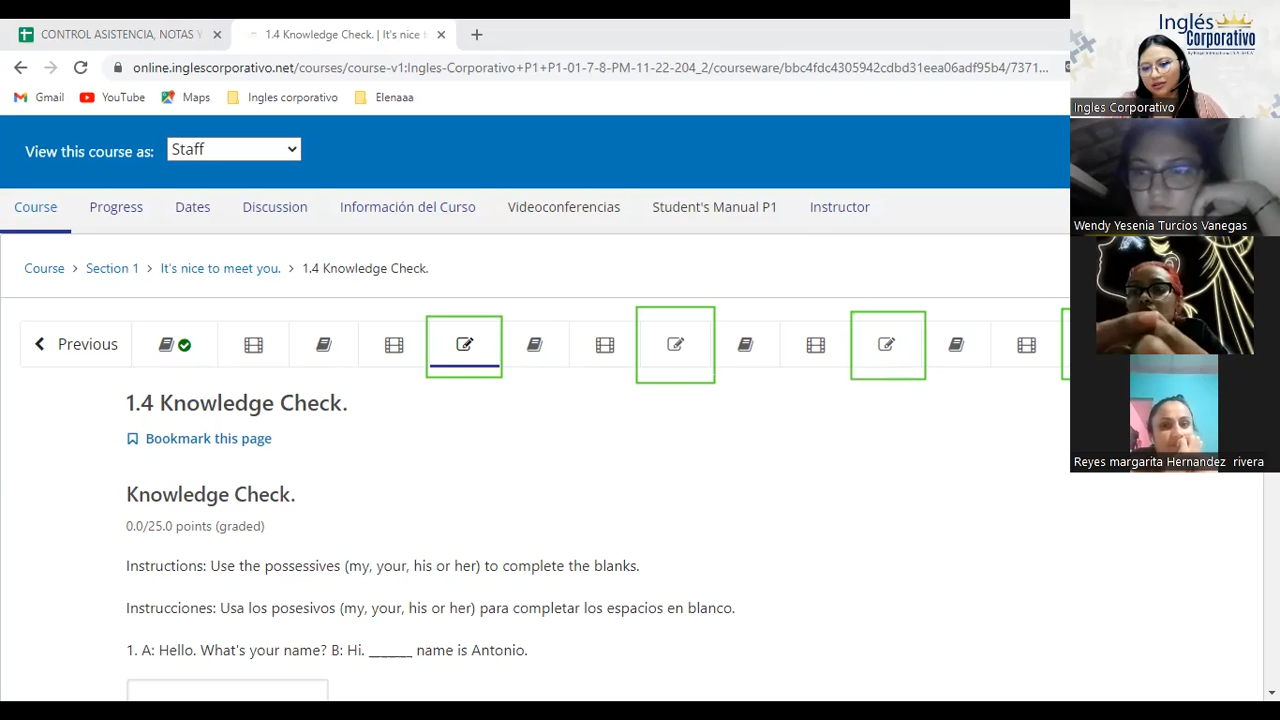 CONTROL ASISTENCIA, NOTAS Y
1.4 Knowledge Check. | It's nice t
online.inglescorporativo.net/courses/course-v1:Ingles-Corporativo+P1+P1-01-7-8-PM-11-22-204_2/courseware/bbc4fdc4305942cdbd31eea06adf95b4/7371...
Gmail YouTube Maps Ingles corporativo Elenaaa
View this course as: Staff
Course Progress Dates Discussion Información del Curso Videoconferencias Student's Manual P1 Instructor
Course > Section 1 > It's nice to meet you. > 1.4 Knowledge Check.
Previous
1.4 Knowledge Check.
Bookmark this page
Knowledge Check.
0.0/25.0 points (graded)
Instructions: Use the possessives (my, your, his or her) to complete the blanks.
Instrucciones: Usa los posesivos (my, your, his or her) para completar los espacios en blanco.
1. A: Hello. What's your name? B: Hi. ______ name is Antonio.
Inglés
Corporativo
Ingles Corporativo
Wendy Yesenia Turcios Vanegas
Reyes margarita Hernandez rivera